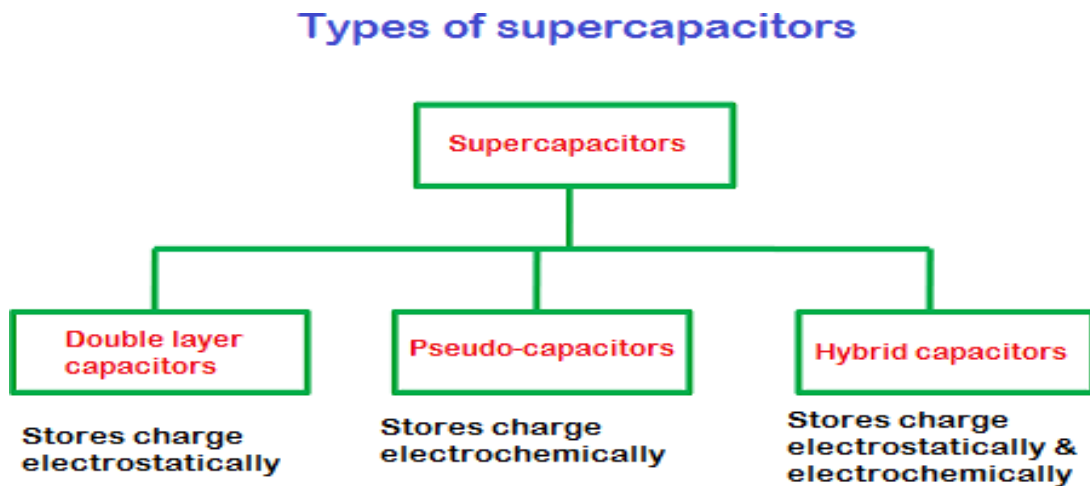 Types of supercapacitors
Supercapacitors
Double layer
capacitors
Stores charge
electrostatically
Pseudo-capacitors
Stores charge
electrochemically
Hybrid capacitors
Stores charge
electrostatically &
electrochemically